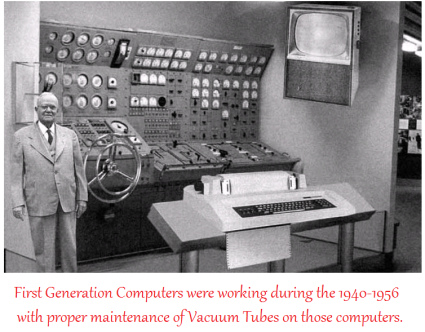 First Generation Computers were working during the 1940-1956
with proper maintenance of Vacuum Tubes on those computers.